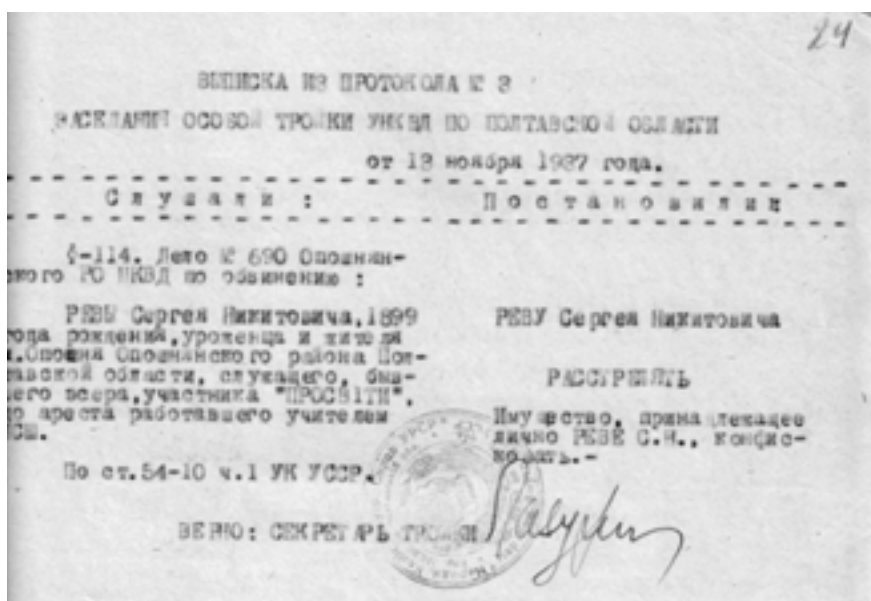 24
ВЫПИСКА ИЗ ПРОТОКОЛА № 3
ЗАСЕДАНИЯ ОСОБОЙ ТРОЙКИ УНКВД ПО ПОЛТАВСКОЙ ОБЛАСТИ
от 13 ноября 1937 года.
Слушали :
Постановили
§-114. Дело № 690 Опошнян-
ского РО НКВД по обвинению :
РЕВЫ Сергея Никитовича, 1899
года рождения, уроженца и жителя
м.Опошня Опошнянского района Пол-
тавской области, служащего, быв-
шего эсера, участника "ПРОСВIТИ",
до ареста работавшего учителем
НСШ.
По ст.54-10 ч.1 УК УССР.
РЕВУ Сергея Никитовича
РАССТРЕЛЯТЬ
Имущество, принадлежащее
лично РЕВЕ С.Н., конфис-
ковать.-
ВЕРНО: СЕКРЕТАРЬ ТРОЙКИ